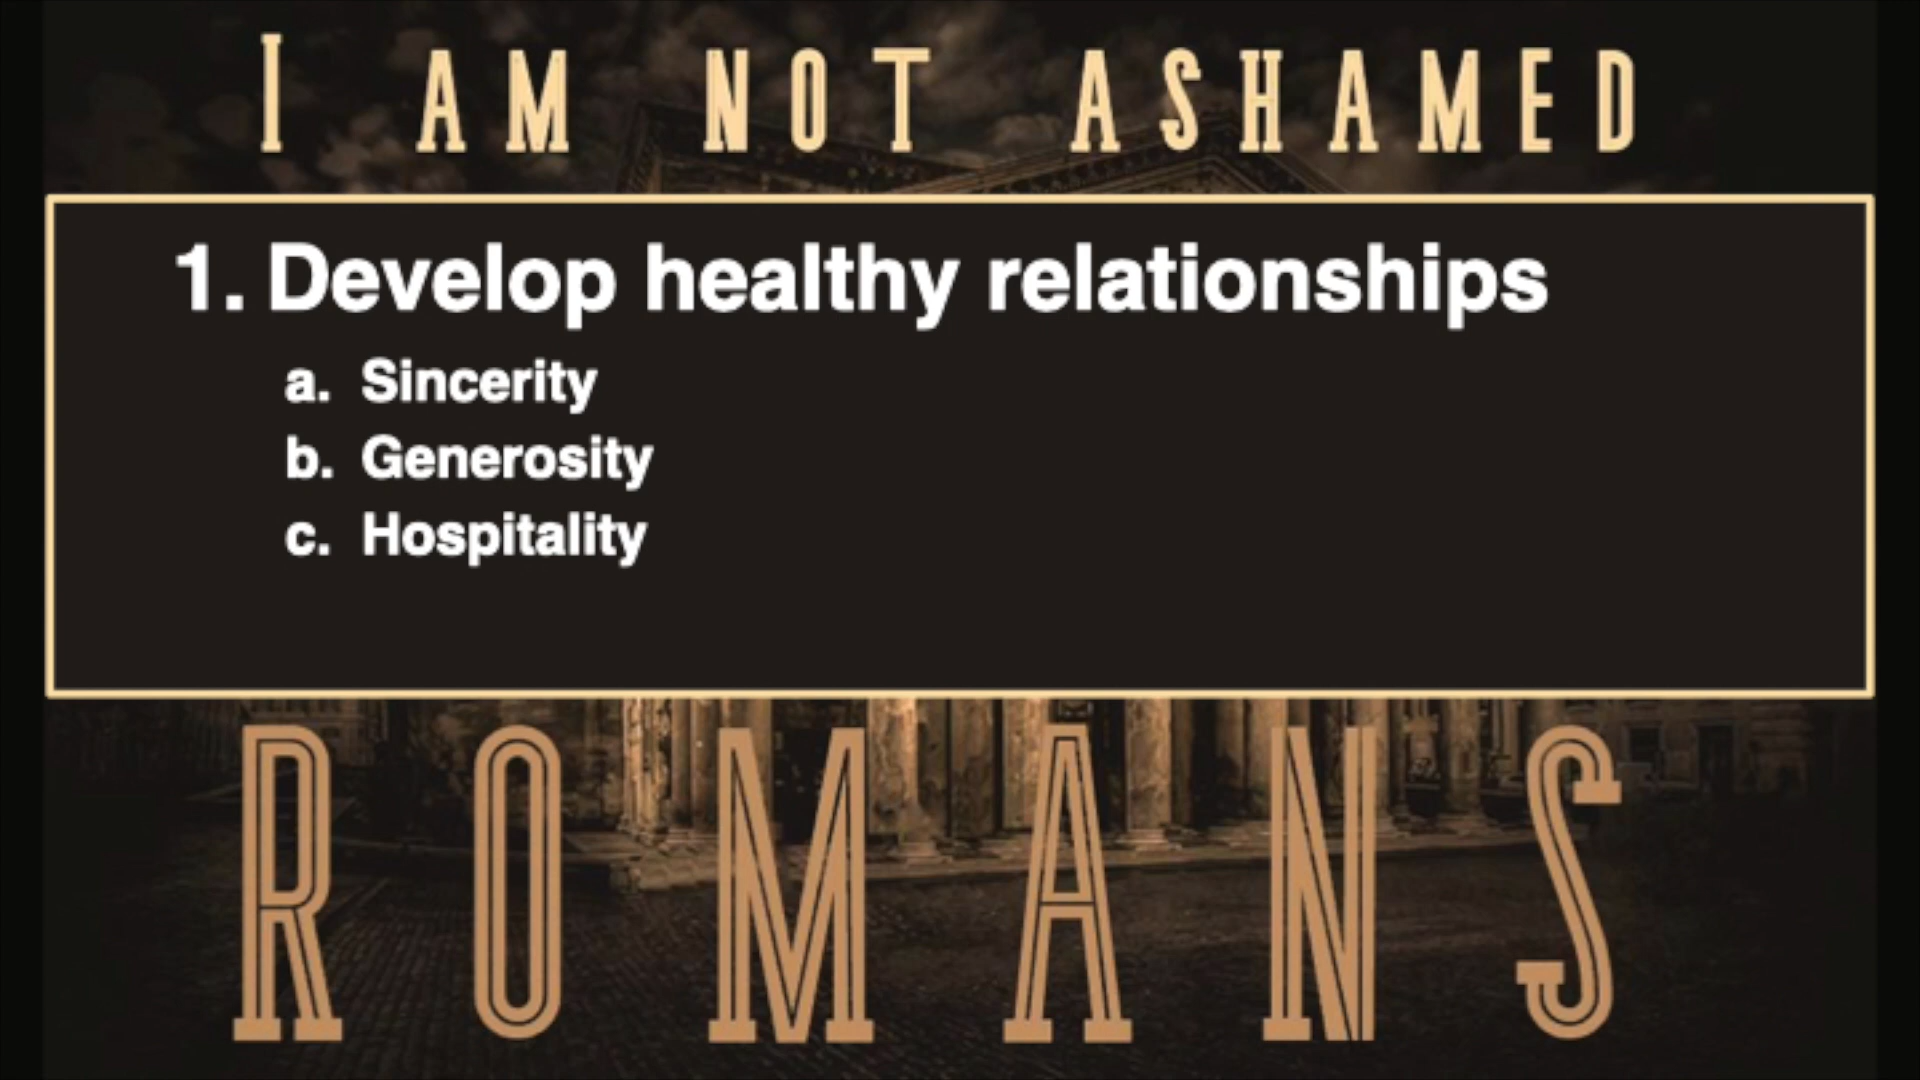 I AM NOT ASHAMED
1. Develop healthy relationships
a. Sincerity
b. Generosity
c. Hospitality
ROMANS